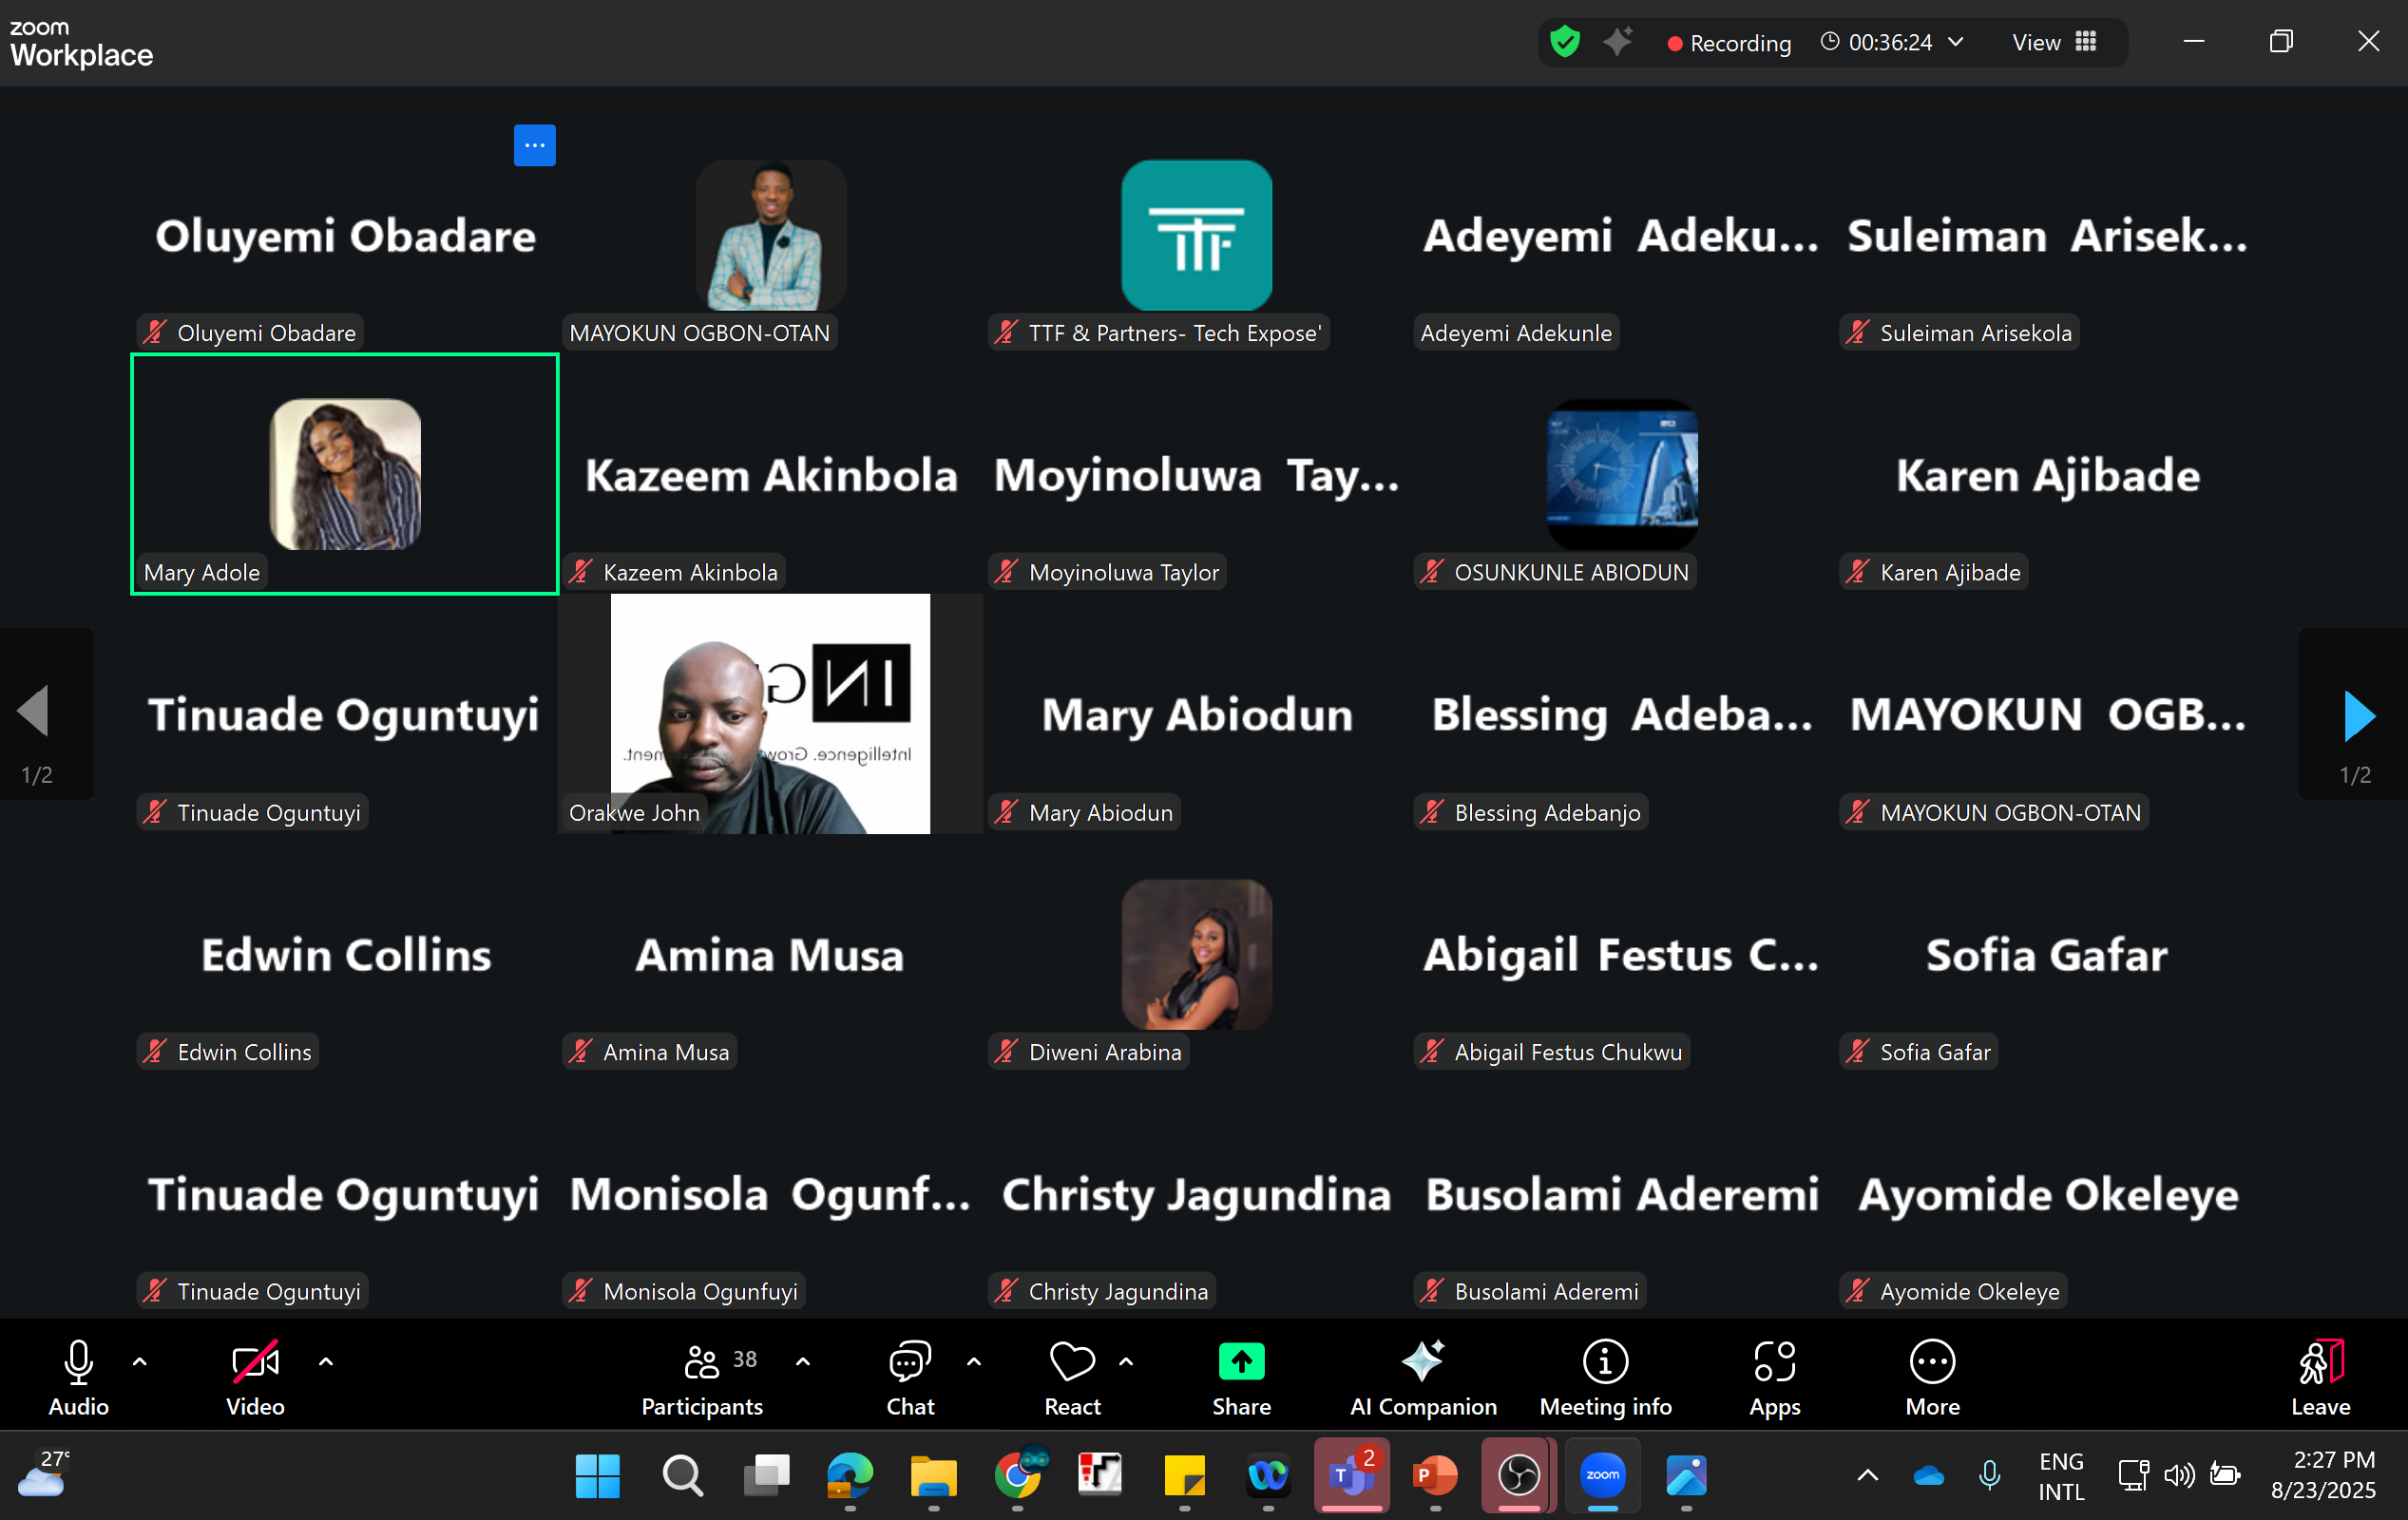 zoom
Workplace
Recording
00:36:24
View
Oluyemi Obadare
Oluyemi Obadare
MAYOKUN OGBON-OTAN
TTF
TTF & Partners- Tech Expose'
Adeyemi Adeku...
Adeyemi Adekunle
Suleiman Arisek...
Suleiman Arisekola
Mary Adole
Kazeem Akinbola
Kazeem Akinbola
Moyinoluwa Tay...
Moyinoluwa Taylor
OSUNKUNLE ABIODUN
Karen Ajibade
Karen Ajibade
Tinuade Oguntuyi
Tinuade Oguntuyi
IN
Intelligence. Grow
ment.
Orakwe John
Mary Abiodun
Mary Abiodun
Blessing Adeba...
Blessing Adebanjo
MAYOKUN OGB...
MAYOKUN OGBON-OTAN
1/2
1/2
Edwin Collins
Edwin Collins
Amina Musa
Amina Musa
Diweni Arabina
Abigail Festus C...
Abigail Festus Chukwu
Sofia Gafar
Sofia Gafar
Tinuade Oguntuyi
Tinuade Oguntuyi
Monisola Ogunf...
Monisola Ogunfuyi
Christy Jagundina
Christy Jagundina
Busolami Aderemi
Busolami Aderemi
Ayomide Okeleye
Ayomide Okeleye
Audio
Video
Participants
38
Chat
React
Share
AI Companion
Meeting info
Apps
More
Leave
27°
T
2
P
zoom
ENG
INTL
2:27 PM
8/23/2025